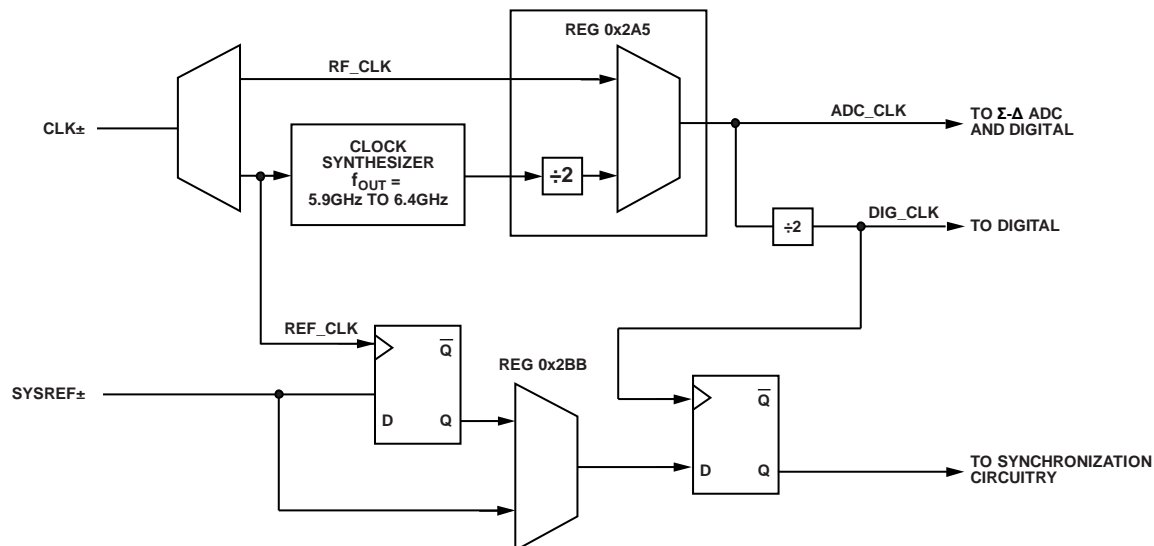 REG 0x2A5
RF_CLK
CLK±
CLOCK
SYNTHESIZER
fOUT =
5.9GHz TO 6.4GHz
÷2
ADC_CLK
TO Σ-Δ ADC
AND DIGITAL
÷2
DIG_CLK
TO DIGITAL
REF_CLK
Q
D
Q
SYSREF±
REG 0x2BB
Q
D
Q
TO SYNCHRONIZATION
CIRCUITRY